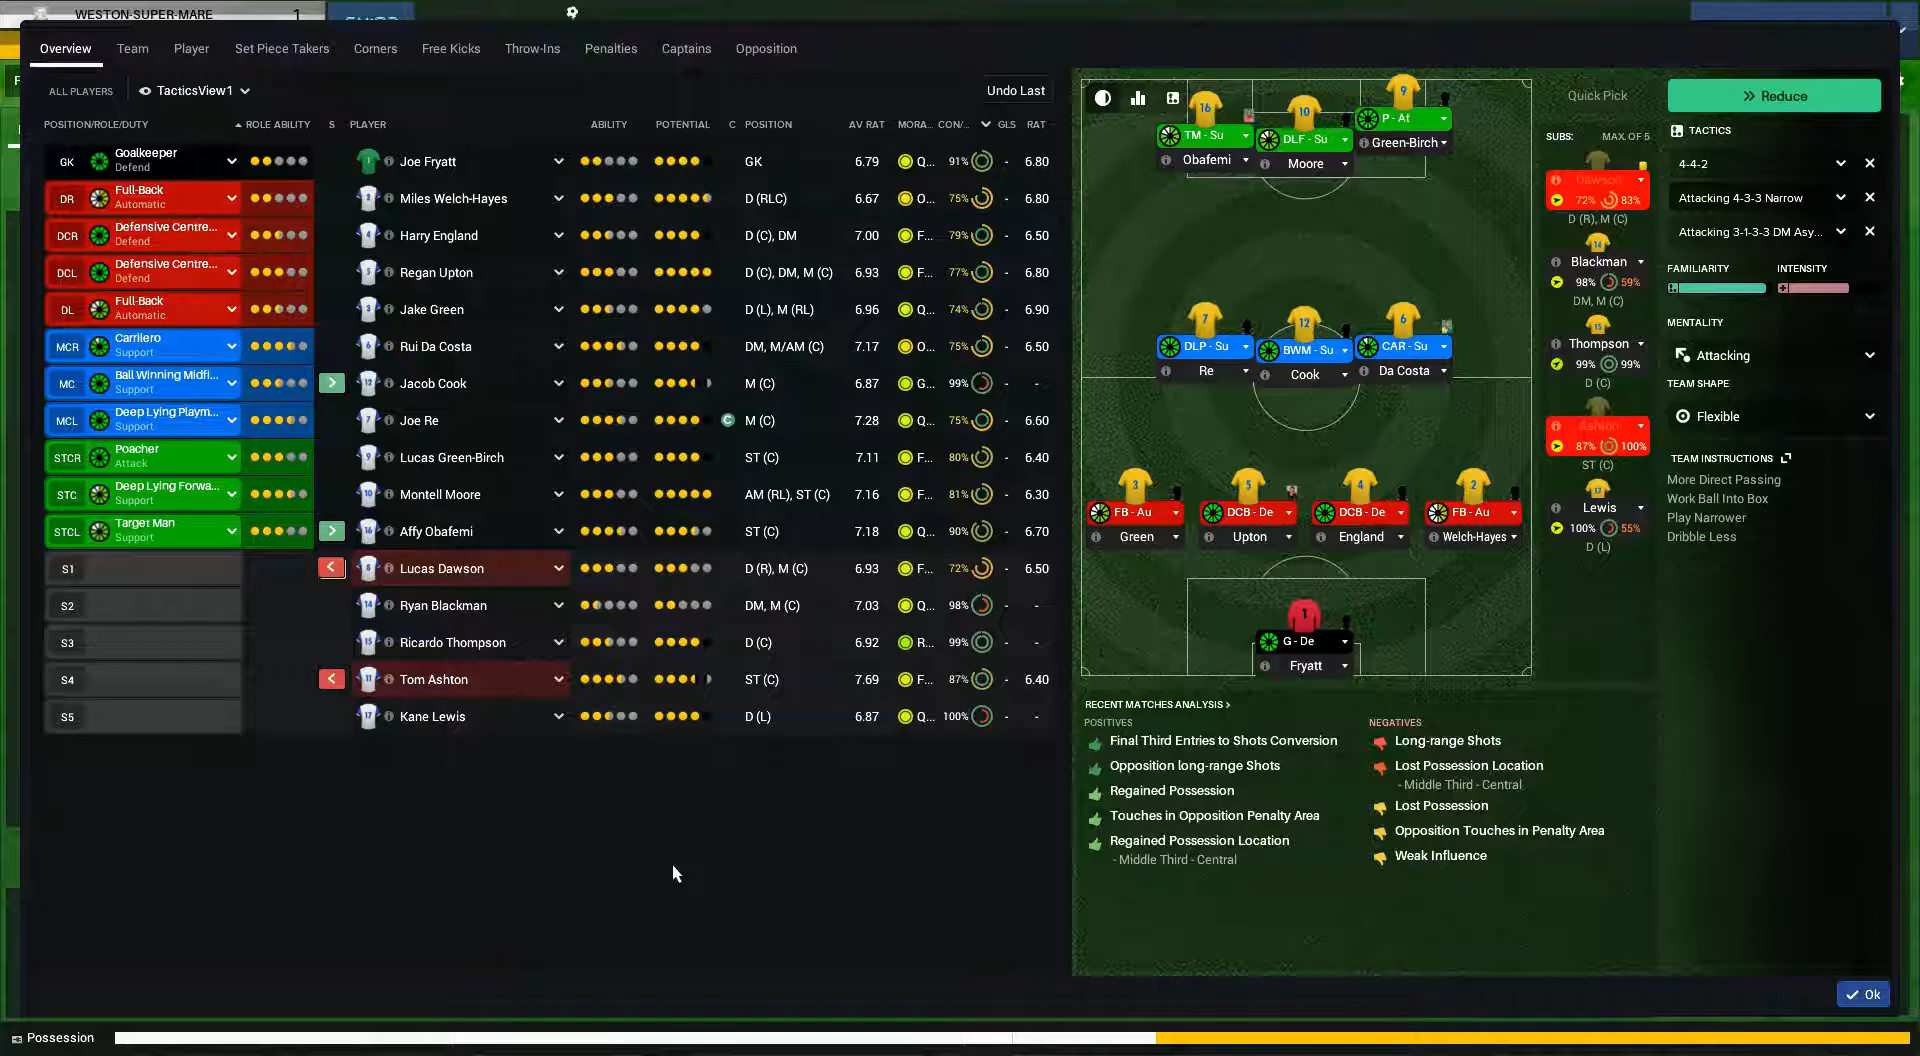 WESTON-SUPER-MARE 1
Overview Team Player Set Piece Takers Corners Free Kicks Throw-Ins Penalties Captains Opposition
ALL PLAYERS TacticsView1 Undo Last
POSITION/ROLE/DUTY ROLE ABILITY S PLAYER ABILITY POTENTIAL C POSITION AV RAT MORA... CON/... GLS RAT
GK Goalkeeper Defend Joe Fryatt GK 6.79 Q... 91% - 6.80
DR Full-Back Automatic Miles Welch-Hayes D (RLC) 6.67 O... 75% - 6.80
DCR Defensive Centre... Defend Harry England D (C), DM 7.00 F... 79% - 6.50
DCL Defensive Centre... Defend Regan Upton D (C), DM, M (C) 6.93 F... 77% - 6.80
DL Full-Back Automatic Jake Green D (L), M (RL) 6.96 Q... 74% - 6.90
MCR Carrilero Support Rui Da Costa DM, M/AM (C) 7.17 O... 75% - 6.50
MC Ball Winning Midfi... Support Jacob Cook M (C) 6.87 G... 99% -
MCL Deep Lying Playm... Support Joe Re C M (C) 7.28 Q... 75% - 6.60
STCR Poacher Attack Lucas Green-Birch ST (C) 7.11 F... 80% - 6.40
STC Deep Lying Forwa... Support Montell Moore AM (RL), ST (C) 7.16 F... 81% - 6.30
STCL Target Man Support Affy Obafemi ST (C) 7.18 Q... 90% - 6.70
S1 Lucas Dawson D (R), M (C) 6.93 F... 72% - 6.50
S2 Ryan Blackman DM, M (C) 7.03 Q... 98% - -
S3 Ricardo Thompson D (C) 6.92 R... 99% - -
S4 Tom Ashton ST (C) 7.69 F... 87% - 6.40
S5 Kane Lewis D (L) 6.87 Q... 100% - -
16 10 9
TM - Su DLF - Su P - At
Obafemi Moore Green-Birch
7 12 6
DLP - Su BWM - Su CAR - Su
Re Cook Da Costa
3 5 4 2
FB - Au DCB - De DCB - De FB - Au
Green Upton England Welch-Hayes
1
G - De
Fryatt
Quick Pick
SUBS: MAX. OF 5
Dawson
72% 83%
D (R), M (C)
14
Blackman
98% 59%
DM, M (C)
15
Thompson
99% 99%
D (C)
Ashton
87% 100%
ST (C)
17
Lewis
100% 55%
D (L)
Reduce
TACTICS
4-4-2
Attacking 4-3-3 Narrow
Attacking 3-1-3-3 DM Asy...
FAMILIARITY INTENSITY
MENTALITY
Attacking
TEAM SHAPE
Flexible
TEAM INSTRUCTIONS
More Direct Passing
Work Ball Into Box
Play Narrower
Dribble Less
RECENT MATCHES ANALYSIS
POSITIVES
Final Third Entries to Shots Conversion
Opposition long-range Shots
Regained Possession
Touches in Opposition Penalty Area
Regained Possession Location
- Middle Third - Central
NEGATIVES
Long-range Shots
Lost Possession Location
- Middle Third - Central
Lost Possession
Opposition Touches in Penalty Area
Weak Influence
Ok
Possession